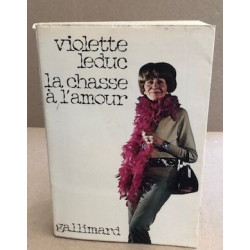 violette
leduc
la chasse
à l'amour
gallimard